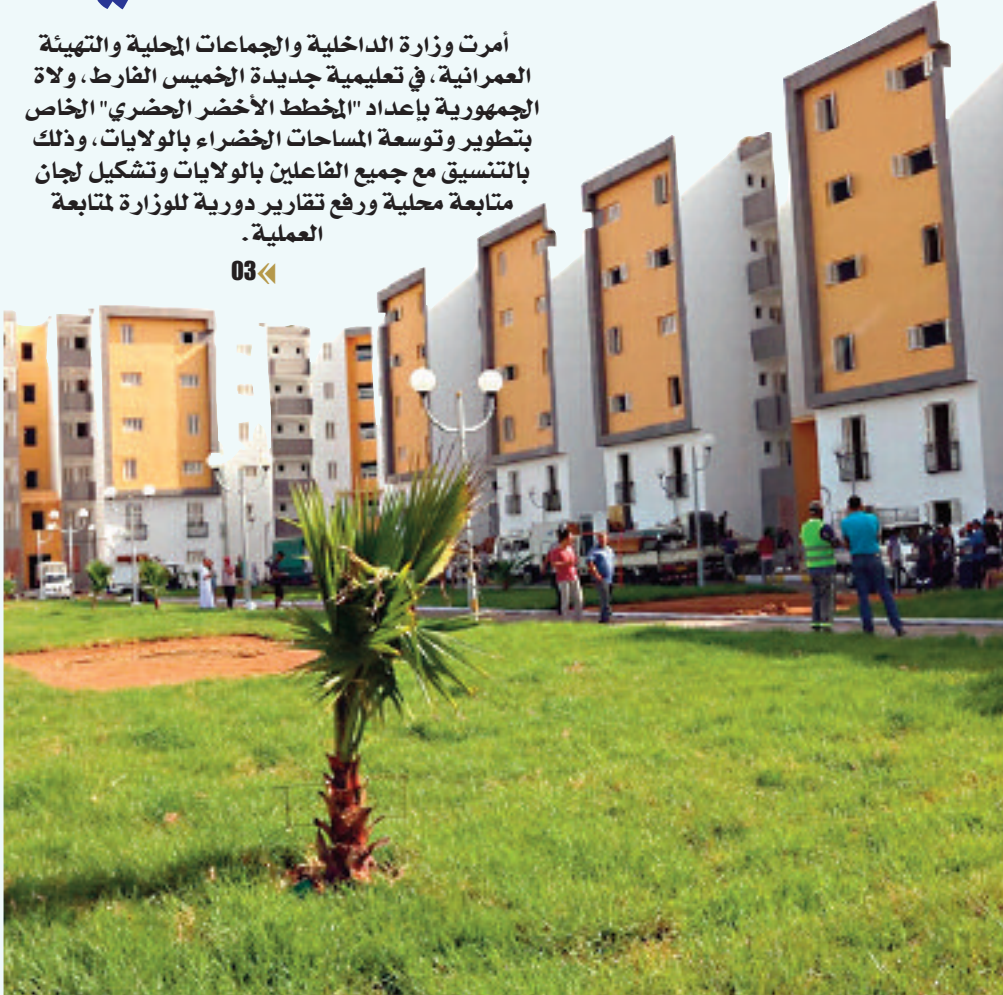 أمرت وزارة الداخلية والجماعات المحلية والتهيئة
العمرانية، في تعليمية جديدة الخميس الفارط، ولاة
الجمهورية بإعداد "المخطط الأخضر الحضري" الخاص
بتطوير وتوسعة المساحات الخضراء بالولايات، وذلك
بالتنسيق مع جميع الفاعلين بالولايات وتشكيل لجان
متابعة محلية ورفع تقارير دورية للوزارة لمتابعة
العملية.
03